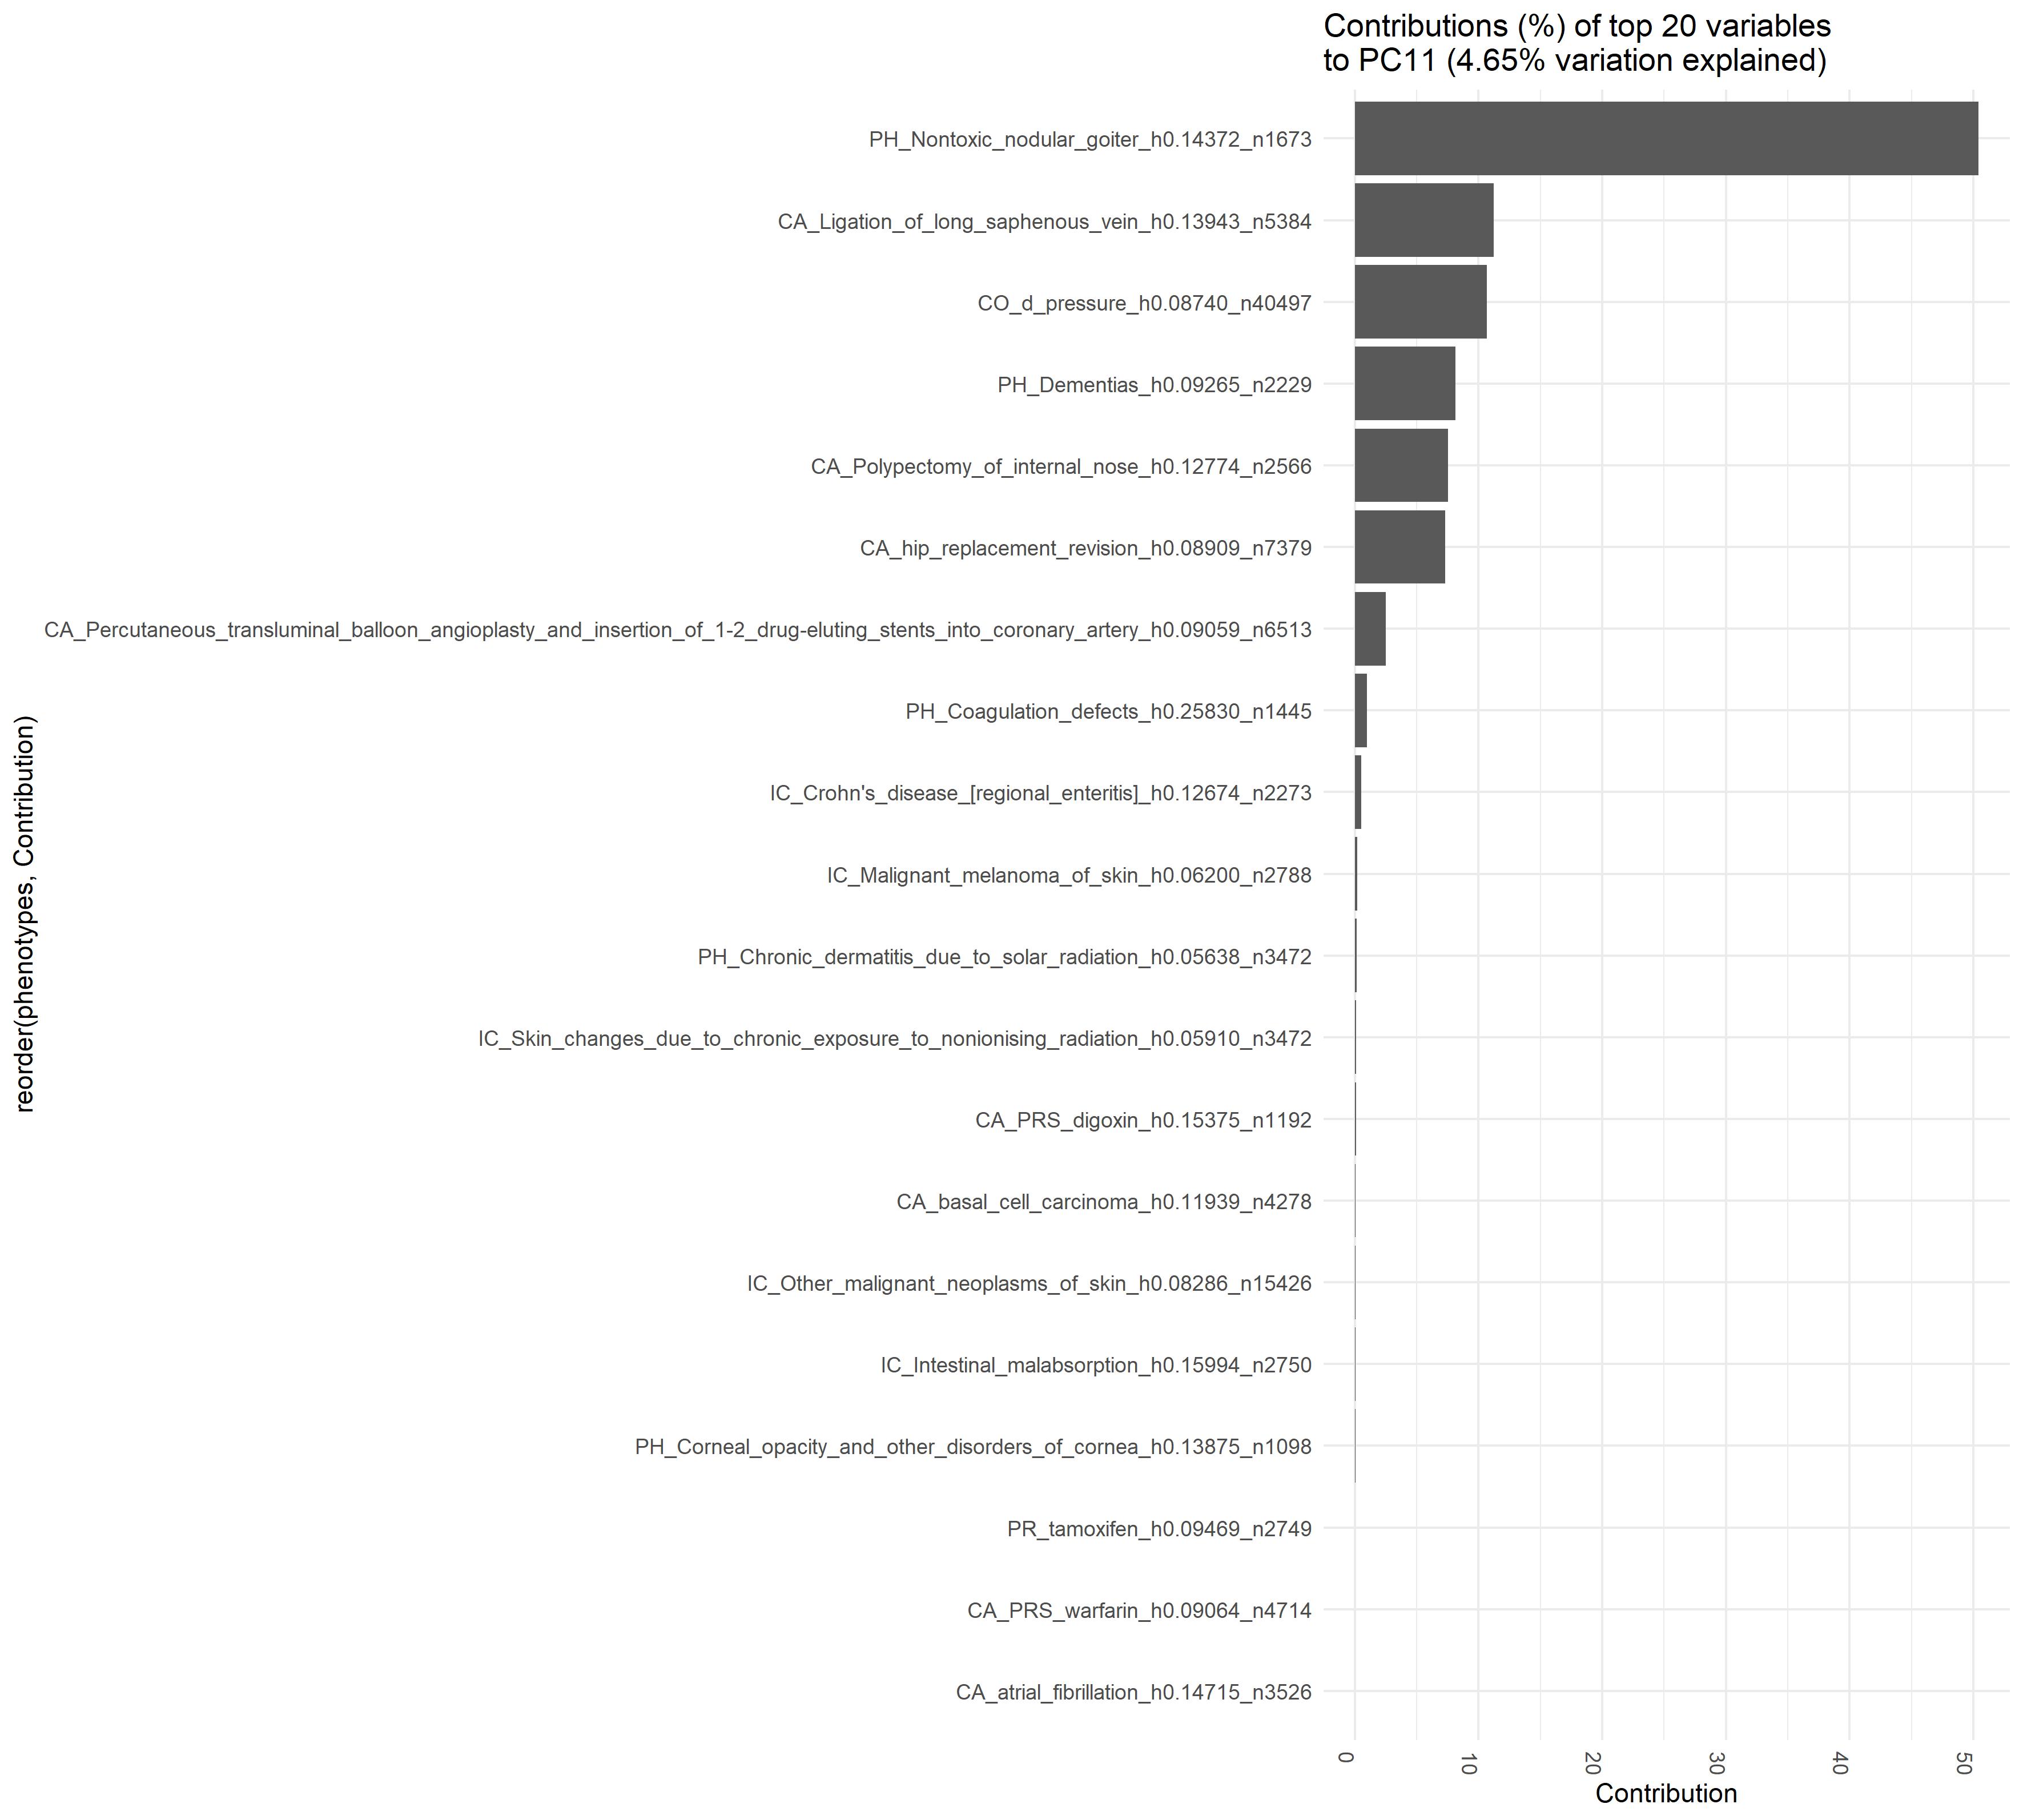 Contributions (%) of top 20 variables
to PC11 (4.65% variation explained)
PH_Nontoxic_nodular_goiter_h0.14372_n1673
CA_Ligation_of_long_saphenous_vein_h0.13943_n5384
CO_d_pressure_h0.08740_n40497
PH_Dementias_h0.09265_n2229
CA_Polypectomy_of_internal_nose_h0.12774_n2566
CA_hip_replacement_revision_h0.08909_n7379
CA_Percutaneous_transluminal_balloon_angioplasty_and_insertion_of_1-2_drug-eluting_stents_into_coronary_artery_h0.09059_n6513
PH_Coagulation_defects_h0.25830_n1445
IC_Crohn's_disease_[regional_enteritis]_h0.12674_n2273
IC_Malignant_melanoma_of_skin_h0.06200_n2788
PH_Chronic_dermatitis_due_to_solar_radiation_h0.05638_n3472
IC_Skin_changes_due_to_chronic_exposure_to_nonionising_radiation_h0.05910_n3472
CA_PRS_digoxin_h0.15375_n1192
CA_basal_cell_carcinoma_h0.11939_n4278
IC_Other_malignant_neoplasms_of_skin_h0.08286_n15426
IC_Intestinal_malabsorption_h0.15994_n2750
PH_Corneal_opacity_and_other_disorders_of_cornea_h0.13875_n1098
PR_tamoxifen_h0.09469_n2749
CA_PRS_warfarin_h0.09064_n4714
CA_atrial_fibrillation_h0.14715_n3526
reorder(phenotypes, Contribution)
0
10
20
30
40
50
Contribution